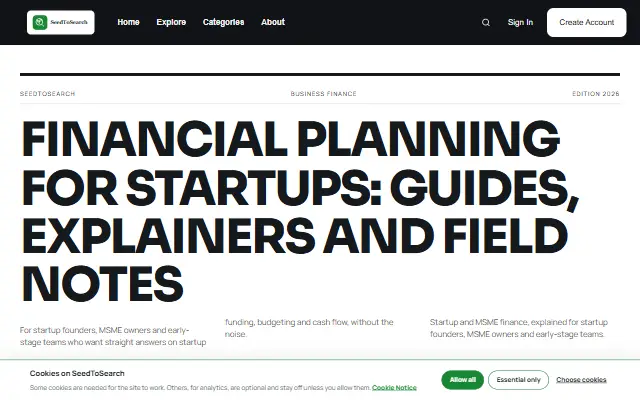 SeedToSearch
Home Explore Categories About
Sign In Create Account
SEEDTOSEARCH BUSINESS FINANCE EDITION 2026
FINANCIAL PLANNING
FOR STARTUPS: GUIDES,
EXPLAINERS AND FIELD
NOTES
For startup founders, MSME owners and early-
stage teams who want straight answers on startup
funding, budgeting and cash flow, without the
noise.
Startup and MSME finance, explained for startup
founders, MSME owners and early-stage teams.
Cookies on SeedToSearch
Some cookies are needed for the site to work. Others, for analytics, are optional and stay off unless you allow them. Cookie Notice
Allow all Essential only Choose cookies